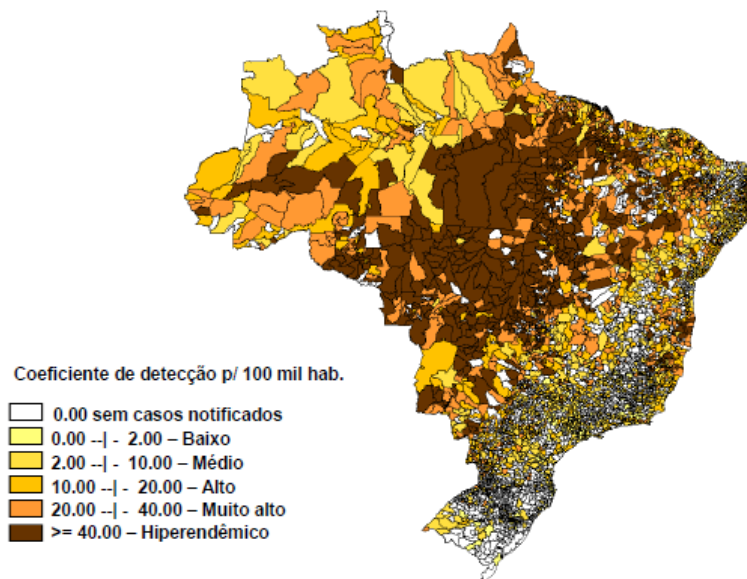 Coeficiente de detecção p/ 100 mil hab.
0.00 sem casos notificados
0.00 --| - 2.00 – Baixo
2.00 --| - 10.00 – Médio
10.00 --| - 20.00 – Alto
20.00 --| - 40.00 – Muito alto
>= 40.00 – Hiperendêmico